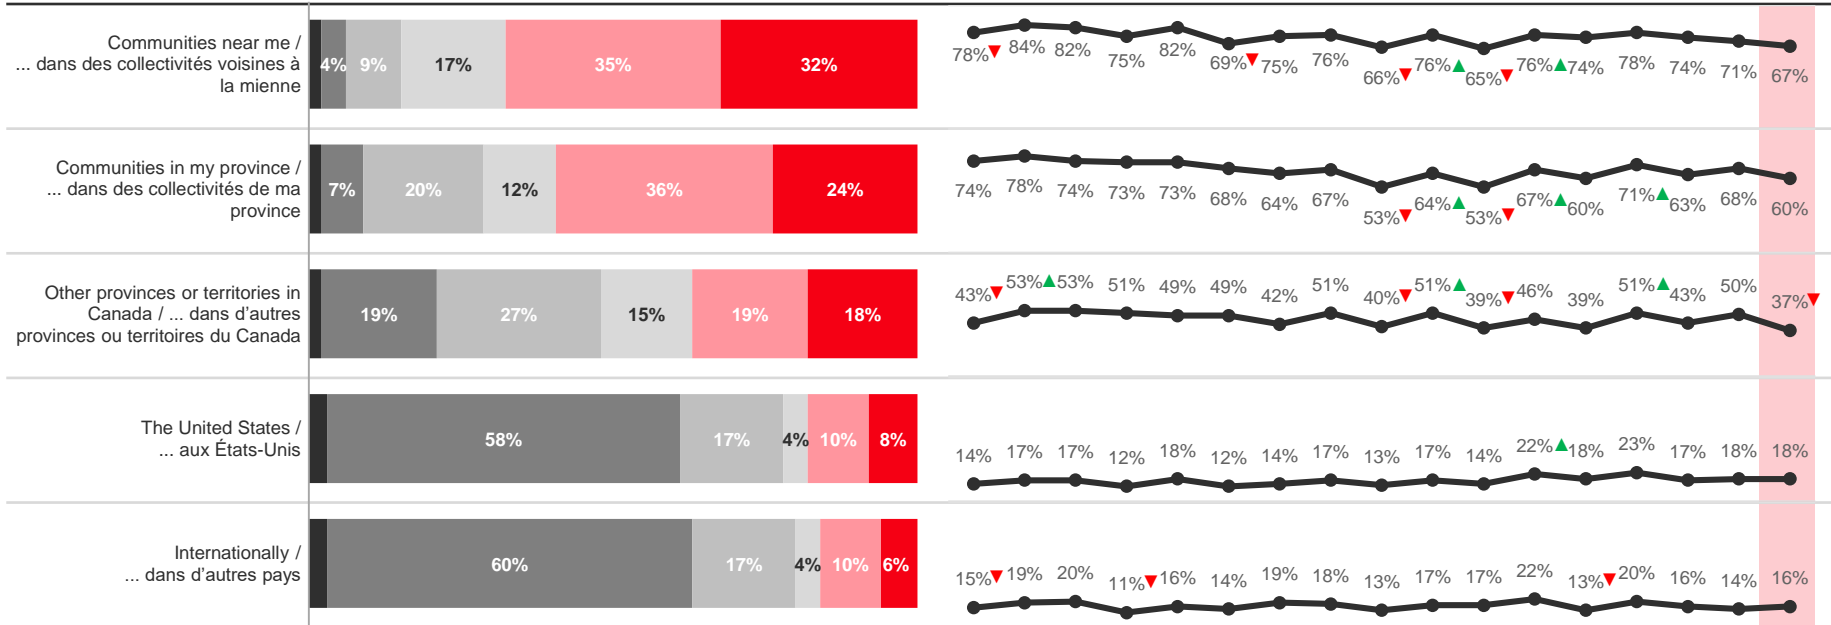 Communities near me /
... dans des collectivités voisines à
la mienne
4% 9% 17% 35% 32%
78% 84% 82% 75% 82% 69% 75% 76% 66% 76% 65% 76% 74% 78% 74% 71% 67%
Communities in my province /
... dans des collectivités de ma
province
7% 20% 12% 36% 24%
74% 78% 74% 73% 73% 68% 64% 67% 53% 64% 53% 67% 60% 71% 63% 68% 60%
Other provinces or territories in
Canada / ... dans d'autres
provinces ou territoires du Canada
19% 27% 15% 19% 18%
43% 53% 53% 51% 49% 49% 42% 51% 40% 51% 39% 46% 39% 51% 43% 50% 37%
The United States /
... aux États-Unis
58% 17% 4% 10% 8%
14% 17% 17% 12% 18% 12% 14% 17% 13% 17% 14% 22% 18% 23% 17% 18% 18%
Internationally /
... dans d'autres pays
60% 17% 4% 10% 6%
15% 19% 20% 11% 16% 14% 19% 18% 13% 17% 17% 22% 13% 20% 16% 14% 16%